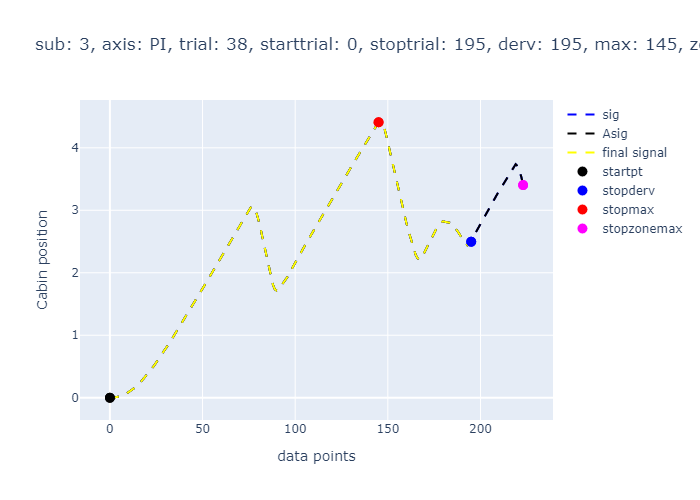 sub: 3, axis: PI, trial: 38, starttrial: 0, stoptrial: 195, derv: 195, max: 145, z
sig
Asig
final signal
startpt
stopderv
stopmax
stopzonemax
4
3
2
1
0
Cabin position
0
50
100
150
200
data points